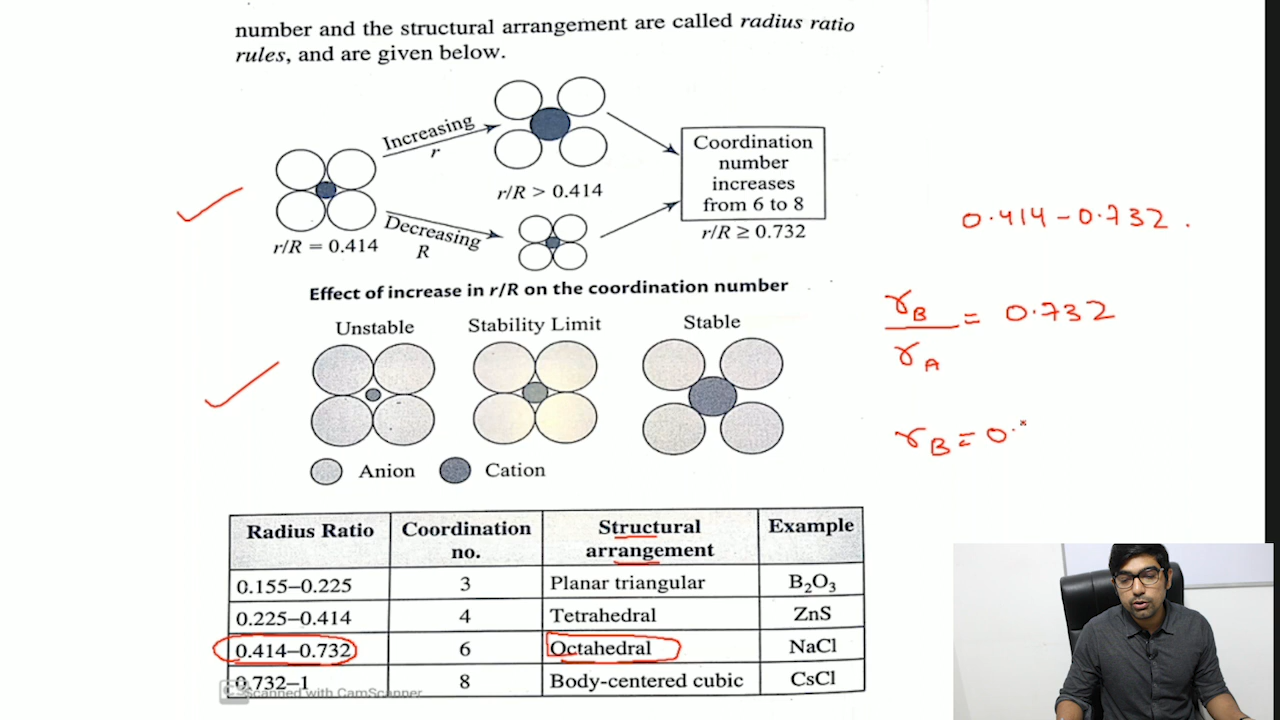 number and the structural arrangement are called radius ratio
rules, and are given below.
Increasing
r
r/R > 0.414
Coordination
number
increases
from 6 to 8
r/R ≥ 0.732
r/R = 0.414
Decreasing
R
0.414-0.732.
Effect of increase in r/R on the coordination number
Unstable
Stability Limit
Stable
Anion
Cation
rB
rA
= 0.732
rB = 0.
Radius Ratio Coordination no. Structural arrangement Example
0.155–0.225 3 Planar triangular B₂O₃
0.225–0.414 4 Tetrahedral ZnS
0.414–0.732 6 Octahedral NaCl
0.732–1 8 Body-centered cubic CsCl
CS Scanned with CamScanner